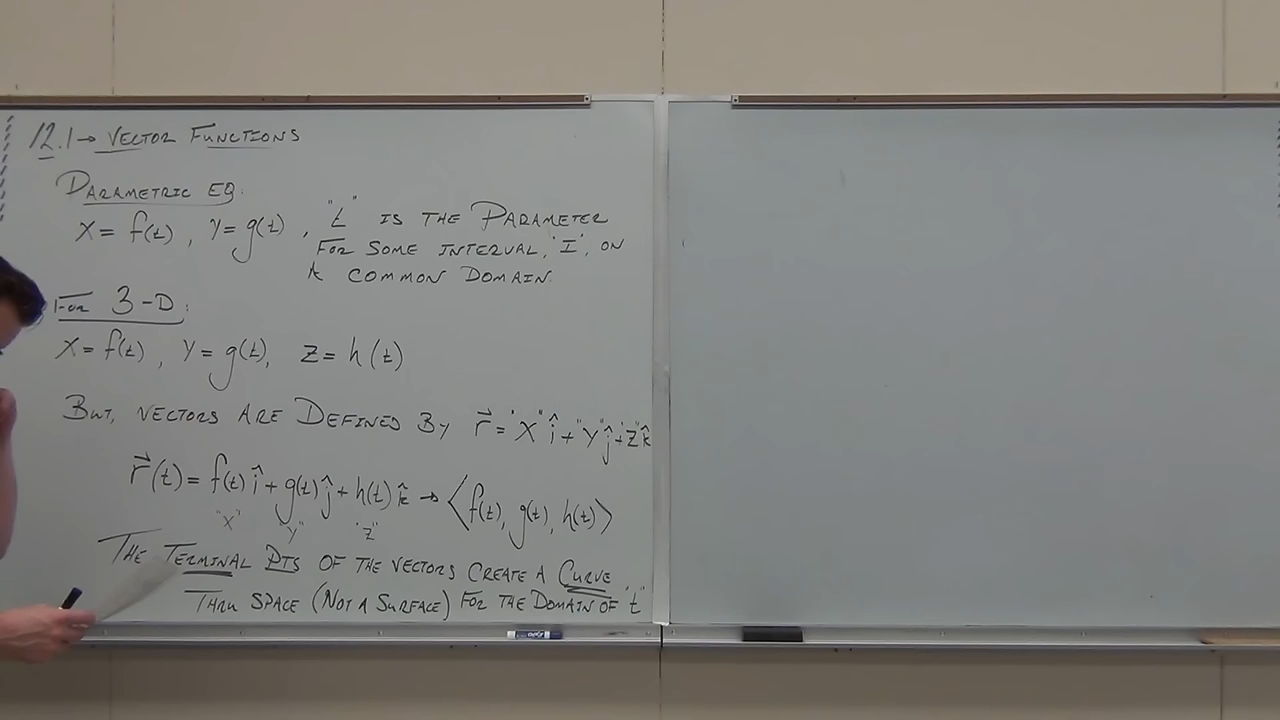 12.1→ VECTOR FUNCTIONS
PARAMETRIC EQ:
X = f(t), Y = g(t), "t" IS THE PARAMETER
FOR SOME INTERVAL, 'I', ON
A COMMON DOMAIN.
FOR 3-D:
X = f(t), Y = g(t), Z = h(t)
BUT, VECTORS ARE DEFINED BY r⃗ = "X" î + "Y" ĵ + "Z" k̂
r⃗(t) = f(t) î + g(t) ĵ + h(t) k̂ → ⟨f(t), g(t), h(t)⟩
"X" "Y" "Z"
THE TERMINAL PTS OF THE VECTORS CREATE A CURVE
THRU SPACE (NOT A SURFACE) FOR THE DOMAIN OF "t"
EXPO